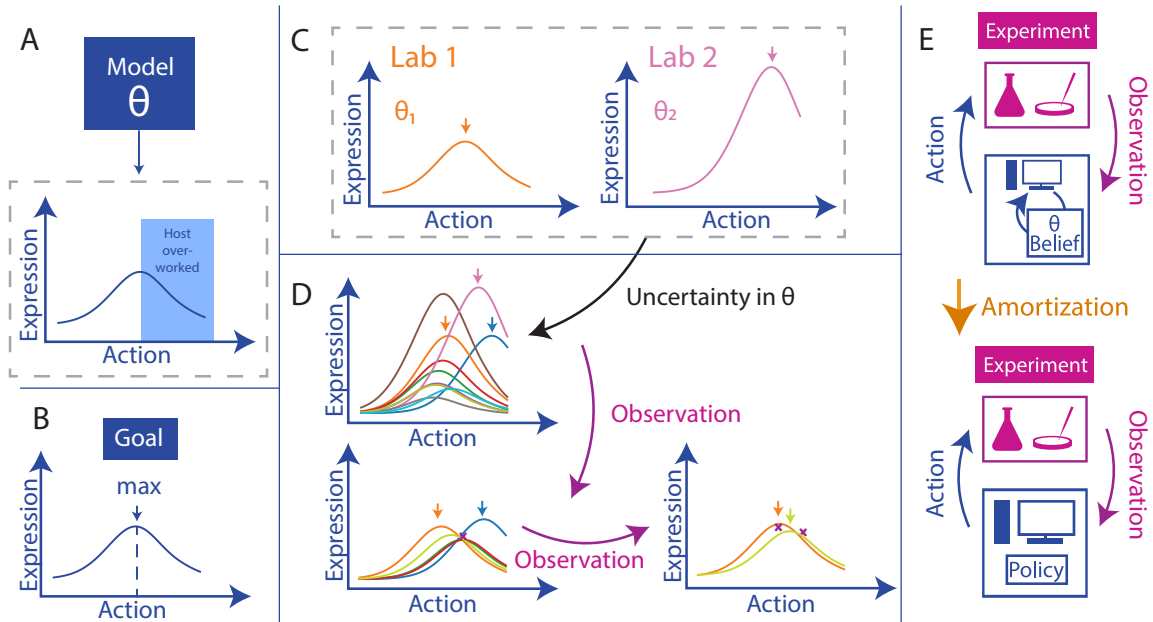 A
Model
θ
Expression
Host
over-
worked
Action
B
Goal
max
Expression
Action
C
Lab 1
θ₁
Expression
Action
Lab 2
θ₂
Expression
Action
D
Uncertainty in θ
Expression
Action
Observation
Expression
Action
Observation
Expression
Action
E
Experiment
Action
Observation
θ
Belief
Amortization
Experiment
Action
Observation
Policy